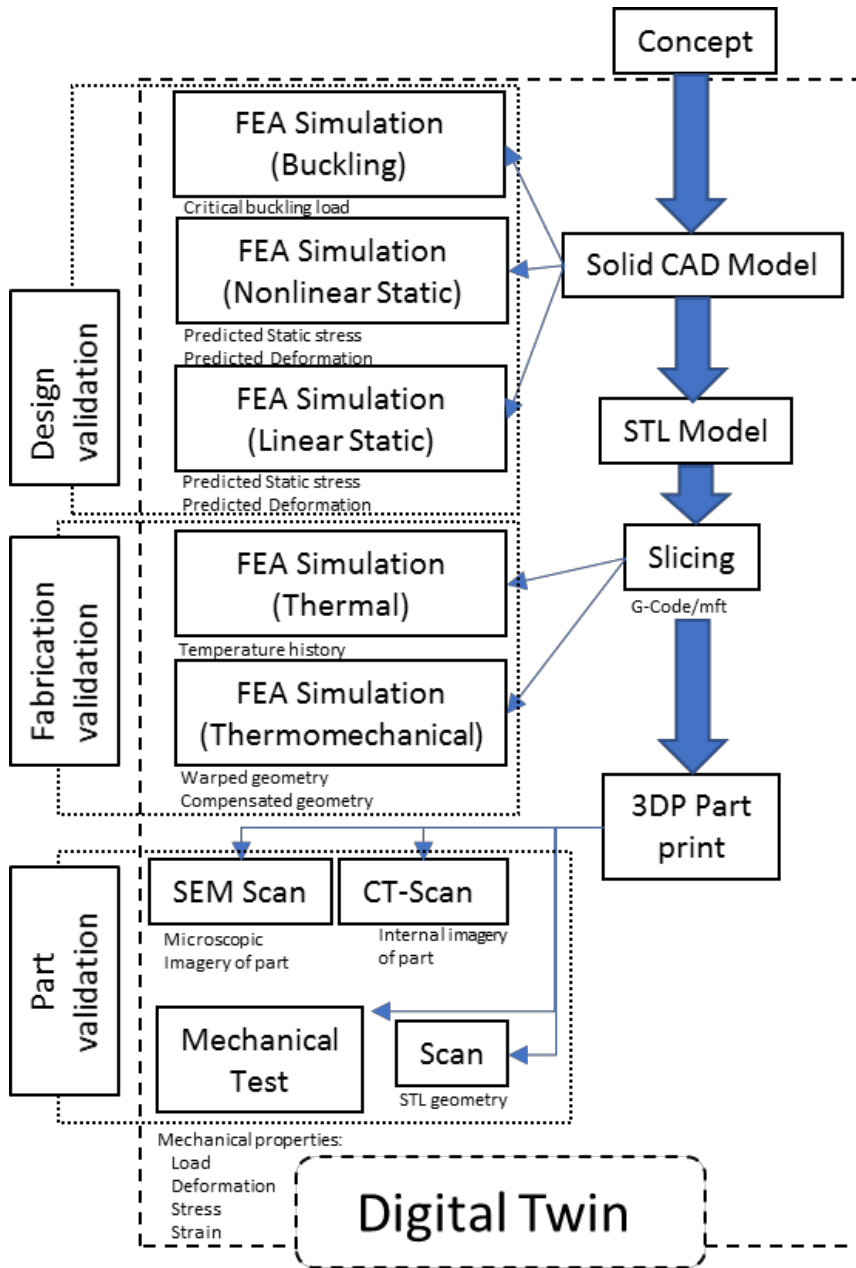 Concept
FEA Simulation
(Buckling)
Critical buckling load
Solid CAD Model
FEA Simulation
(Nonlinear Static)
Predicted Static stress
Predicted Deformation
Design
validation
FEA Simulation
(Linear Static)
Predicted Static stress
Predicted Deformation
STL Model
Slicing
G-Code/mft
Fabrication
validation
FEA Simulation
(Thermal)
Temperature history
FEA Simulation
(Thermomechanical)
Warped geometry
Compensated geometry
3DP Part
print
Part
validation
SEM Scan
Microscopic
Imagery of part
CT-Scan
Internal imagery
of part
Mechanical
Test
Scan
STL geometry
Mechanical properties:
Load
Deformation
Stress
Strain
Digital Twin